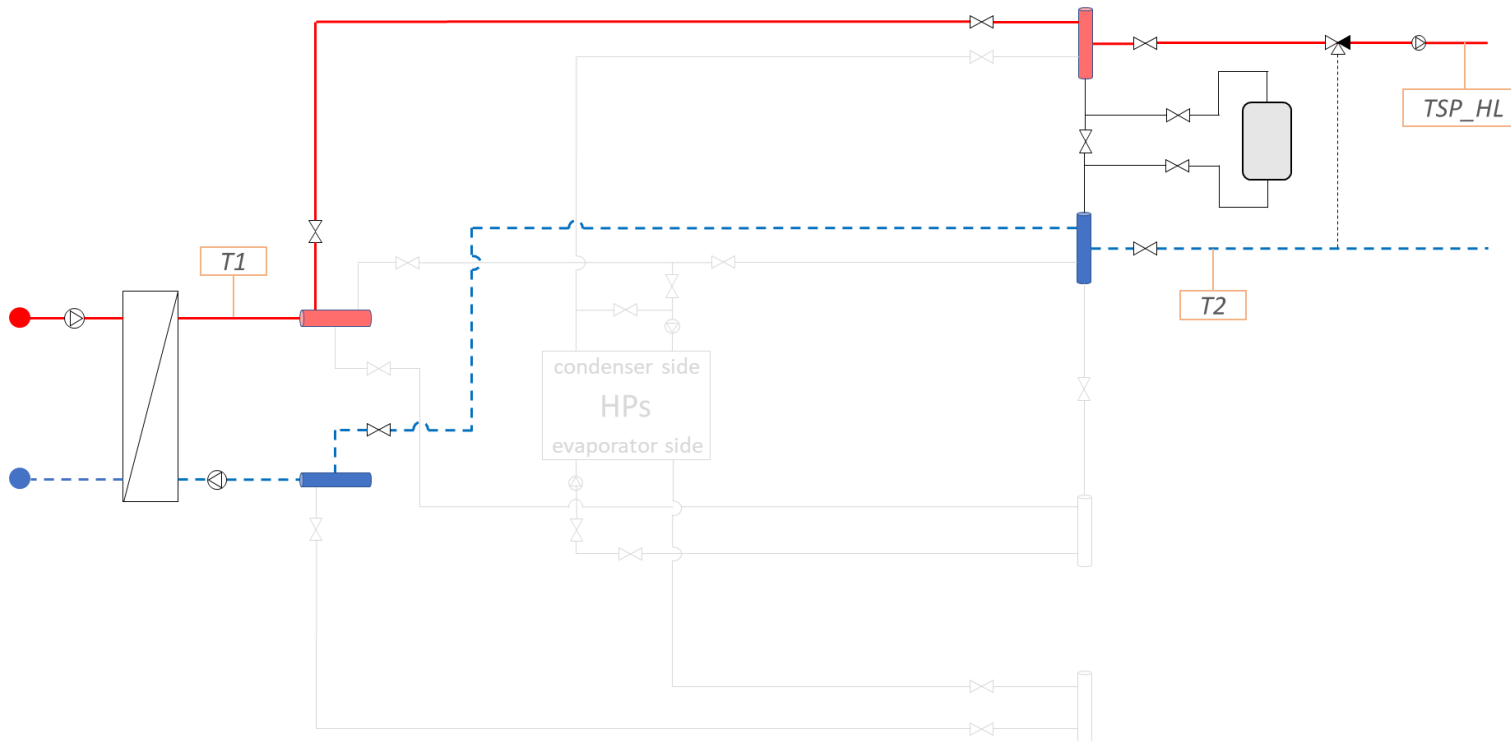 TSP_HL
T1
T2
condenser side
HPs
evaporator side